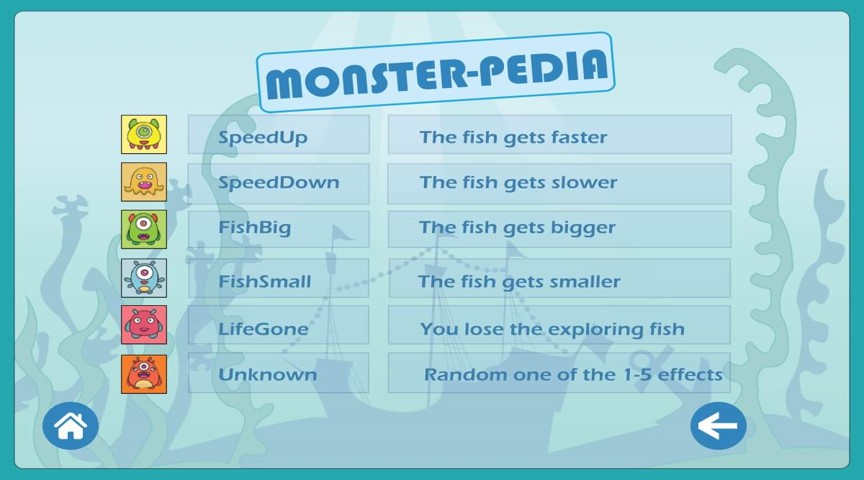 MONSTER-PEDIA
SpeedUp The fish gets faster
SpeedDown The fish gets slower
FishBig The fish gets bigger
FishSmall The fish gets smaller
LifeGone You lose the exploring fish
Unknown Random one of the 1-5 effects